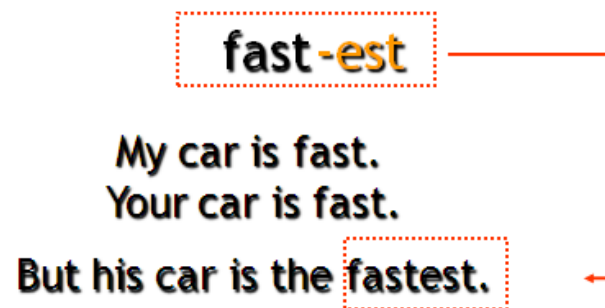 fast-est
My car is fast.
Your car is fast.
But his car is the fastest.